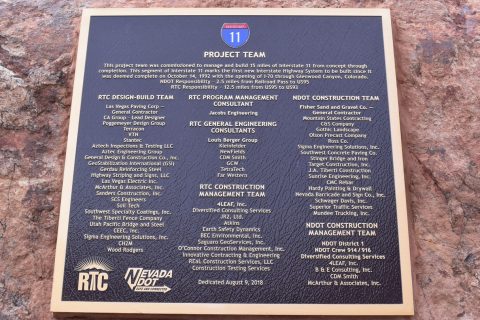 INTERSTATE
11
PROJECT TEAM
This project team was commissioned to manage and build 15 miles of Interstate 11 from concept through
completion. This segment of Interstate 11 marks the first new Interstate Highway System to be built since it
was deemed complete on October 14, 1992 with the opening of I-70 through Glenwood Canyon, Colorado.
NDOT Responsibility - 2.5 miles from Railroad Pass to US95
RTC Responsibility - 12.5 miles from US95 to US93
RTC DESIGN-BUILD TEAM
Las Vegas Paving Corp —
General Contractor
CA Group - Lead Designer
Poggemeyer Design Group
Terracon
VTN
Stantec
Aztech Inspections & Testing LLC
Aztec Engineering Group
General Design & Construction Co., Inc.
GeoStabilization International (GSI)
Gerdau Reinforcing Steel
Highway Striping and Signs, LLC
Las Vegas Electric Inc.
McArthur & Associates, Inc.
Sanders Construction, Inc.
SCS Engineers
Soil Tech
Southwest Specialty Coatings, Inc.
The Tiberti Fence Company
Utah Pacific Bridge and Steel
CEEC, Inc.
Sigma Engineering Solutions, Inc.
CH2M
Wood Rodgers
RTC PROGRAM MANAGEMENT
CONSULTANT
Jacobs Engineering
RTC GENERAL ENGINEERING
CONSULTANTS
Louis Berger Group
Kleinfelder
NewFields
CDM Smith
GCW
TetraTech
Far Western
RTC CONSTRUCTION
MANAGEMENT TEAM
4LEAF, Inc.
Diversified Consulting Services
JRZ, Ltd.
Atkins
Earth Safety Dynamics
BEC Environmental, Inc.
Saguaro GeoServices, Inc.
O'Connor Construction Management, Inc.
Innovative Contracting & Engineering
REal Construction Services, LLC
Construction Testing Services
Dedicated August 9, 2018
NDOT CONSTRUCTION TEAM
Fisher Sand and Gravel Co. —
General Contractor
Mountain States Contracting
C&S Company
Gothic Landscape
Olson Precast Company
Ross Co.
Sigma Engineering Solutions, Inc.
Southwest Concrete Paving Co.
Stinger Bridge and Iron
Target Construction, Inc.
J.A. Tiberti Construction
Sunrise Engineering, Inc.
CMC Rebar
Hardy Painting & Drywall
Nevada Barricade and Sign Co., Inc.
Schwager Davis, Inc.
Superior Traffic Services
Mundee Trucking, Inc.
NDOT CONSTRUCTION
MANAGEMENT TEAM
NDOT District 1
NDOT Crew 914/916
Diversified Consulting Services
4LEAF, Inc.
B & E Consulting, Inc.
CDM Smith
McArthur & Associates, Inc.
RTC
NEVADA
DOT
SAFE AND CONNECTED